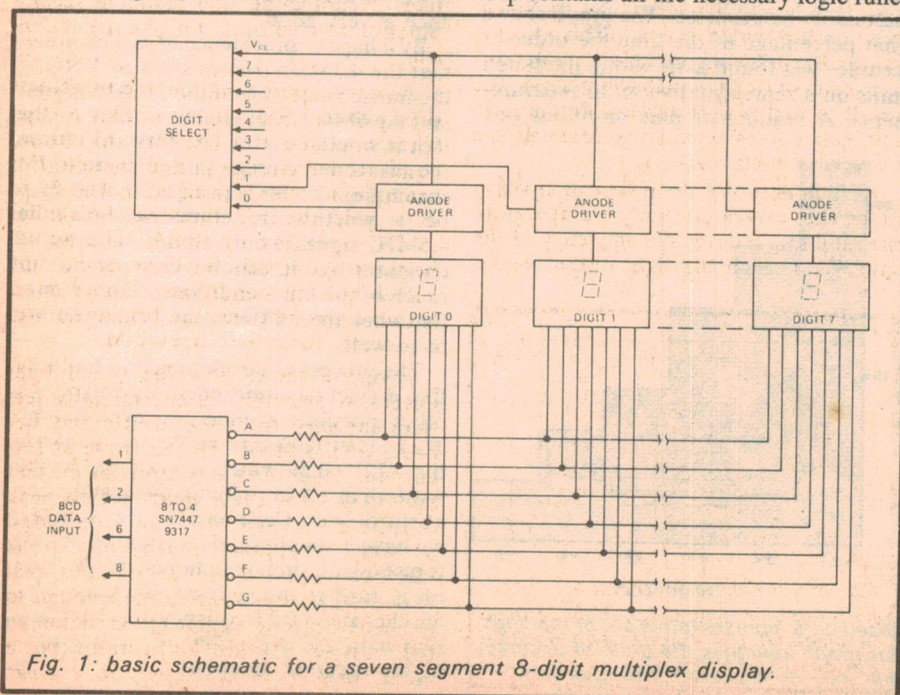 Vcc
7
6
5
4
3
2
1
0
DIGIT
SELECT
ANODE
DRIVER
ANODE
DRIVER
ANODE
DRIVER
DIGIT 0
DIGIT 1
DIGIT 7
BCD
DATA
INPUT
1
2
6
8
8 TO 4
SN7447
9317
A
B
C
D
E
F
G
Fig. 1: basic schematic for a seven segment 8-digit multiplex display.